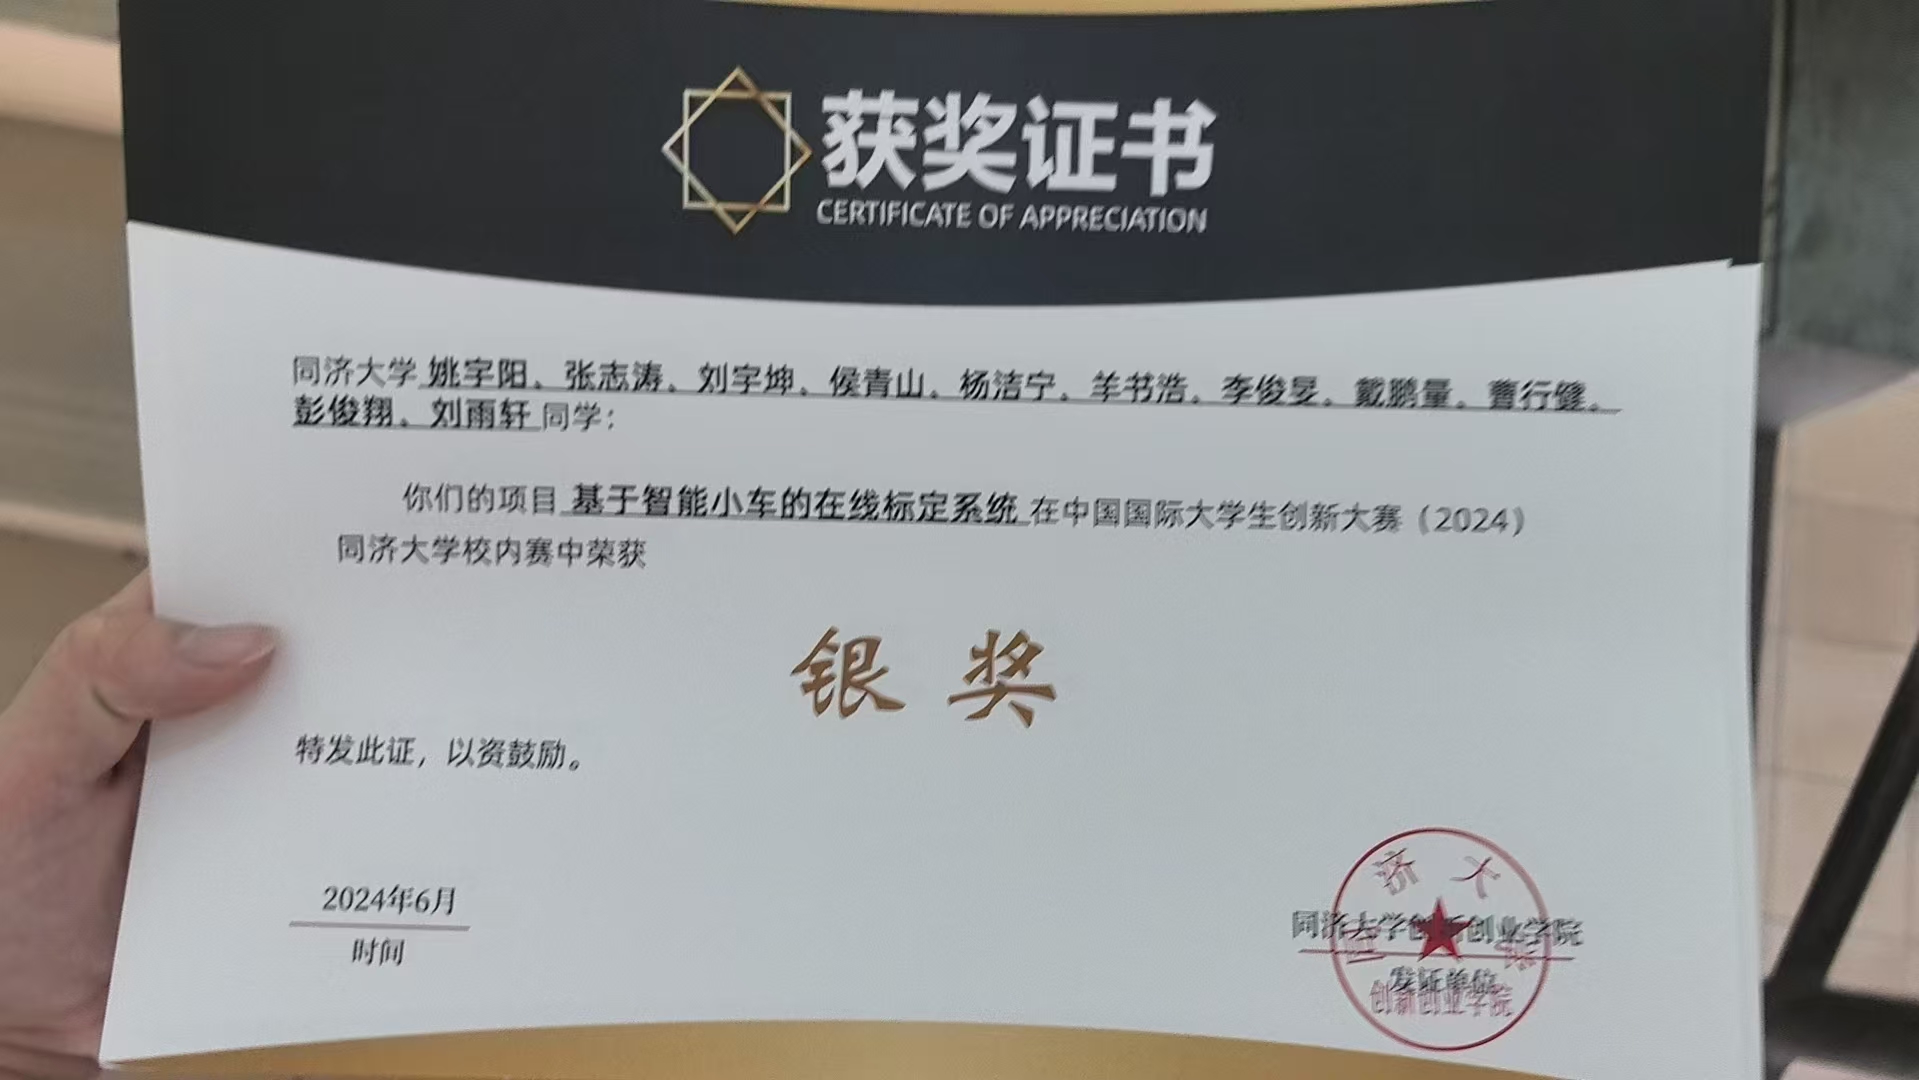 获奖证书
CERTIFICATE OF APPRECIATION
同济大学 姚宇阳、张志涛、刘宇坤、侯青山、杨洁宁、羊书浩、李俊旻、戴鹏量、曹行健、
彭俊翔、刘雨轩 同学：
你们的项目 基于智能小车的在线标定系统 在中国国际大学生创新大赛（2024）
同济大学校内赛中荣获
银奖
特发此证，以资鼓励。
2024年6月
时间
同济大学创新创业学院
发证单位
创新创业学院